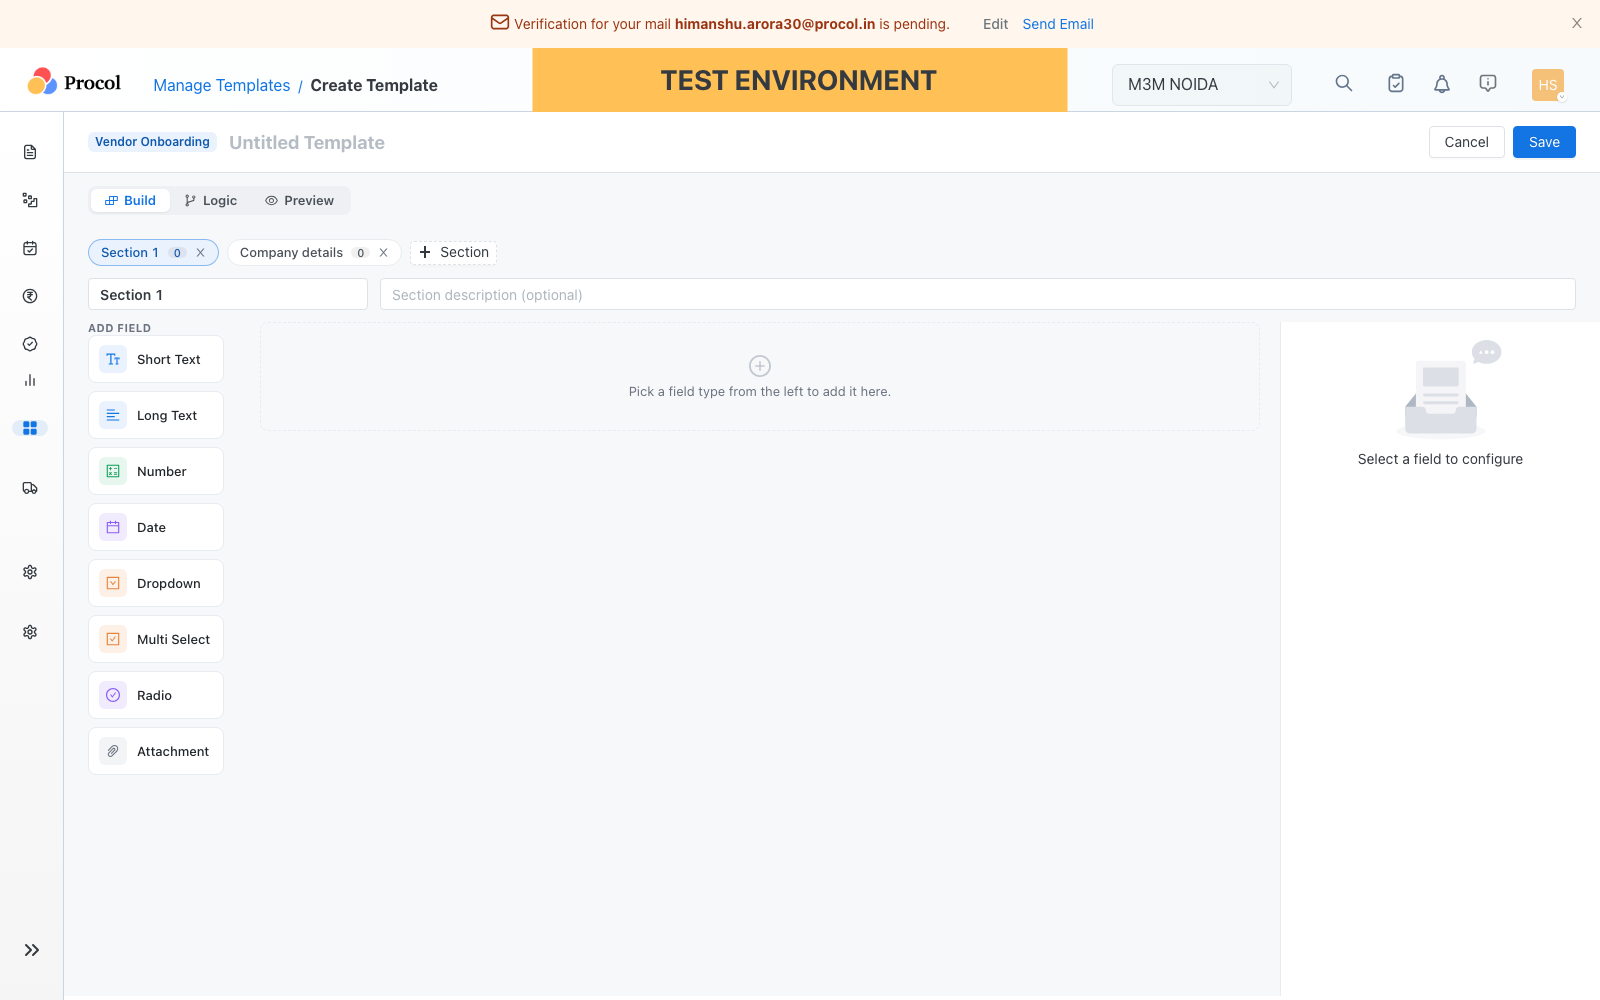 Verification for your mail himanshu.arora30@procol.in is pending. Edit Send Email
Procol
Manage Templates / Create Template
TEST ENVIRONMENT
M3M NOIDA
HS
Vendor Onboarding Untitled Template
Cancel Save
Build Logic Preview
Section 1 0 Company details 0 + Section
Section 1
Section description (optional)
ADD FIELD
Short Text
Long Text
Number
Date
Dropdown
Multi Select
Radio
Attachment
Pick a field type from the left to add it here.
Select a field to configure